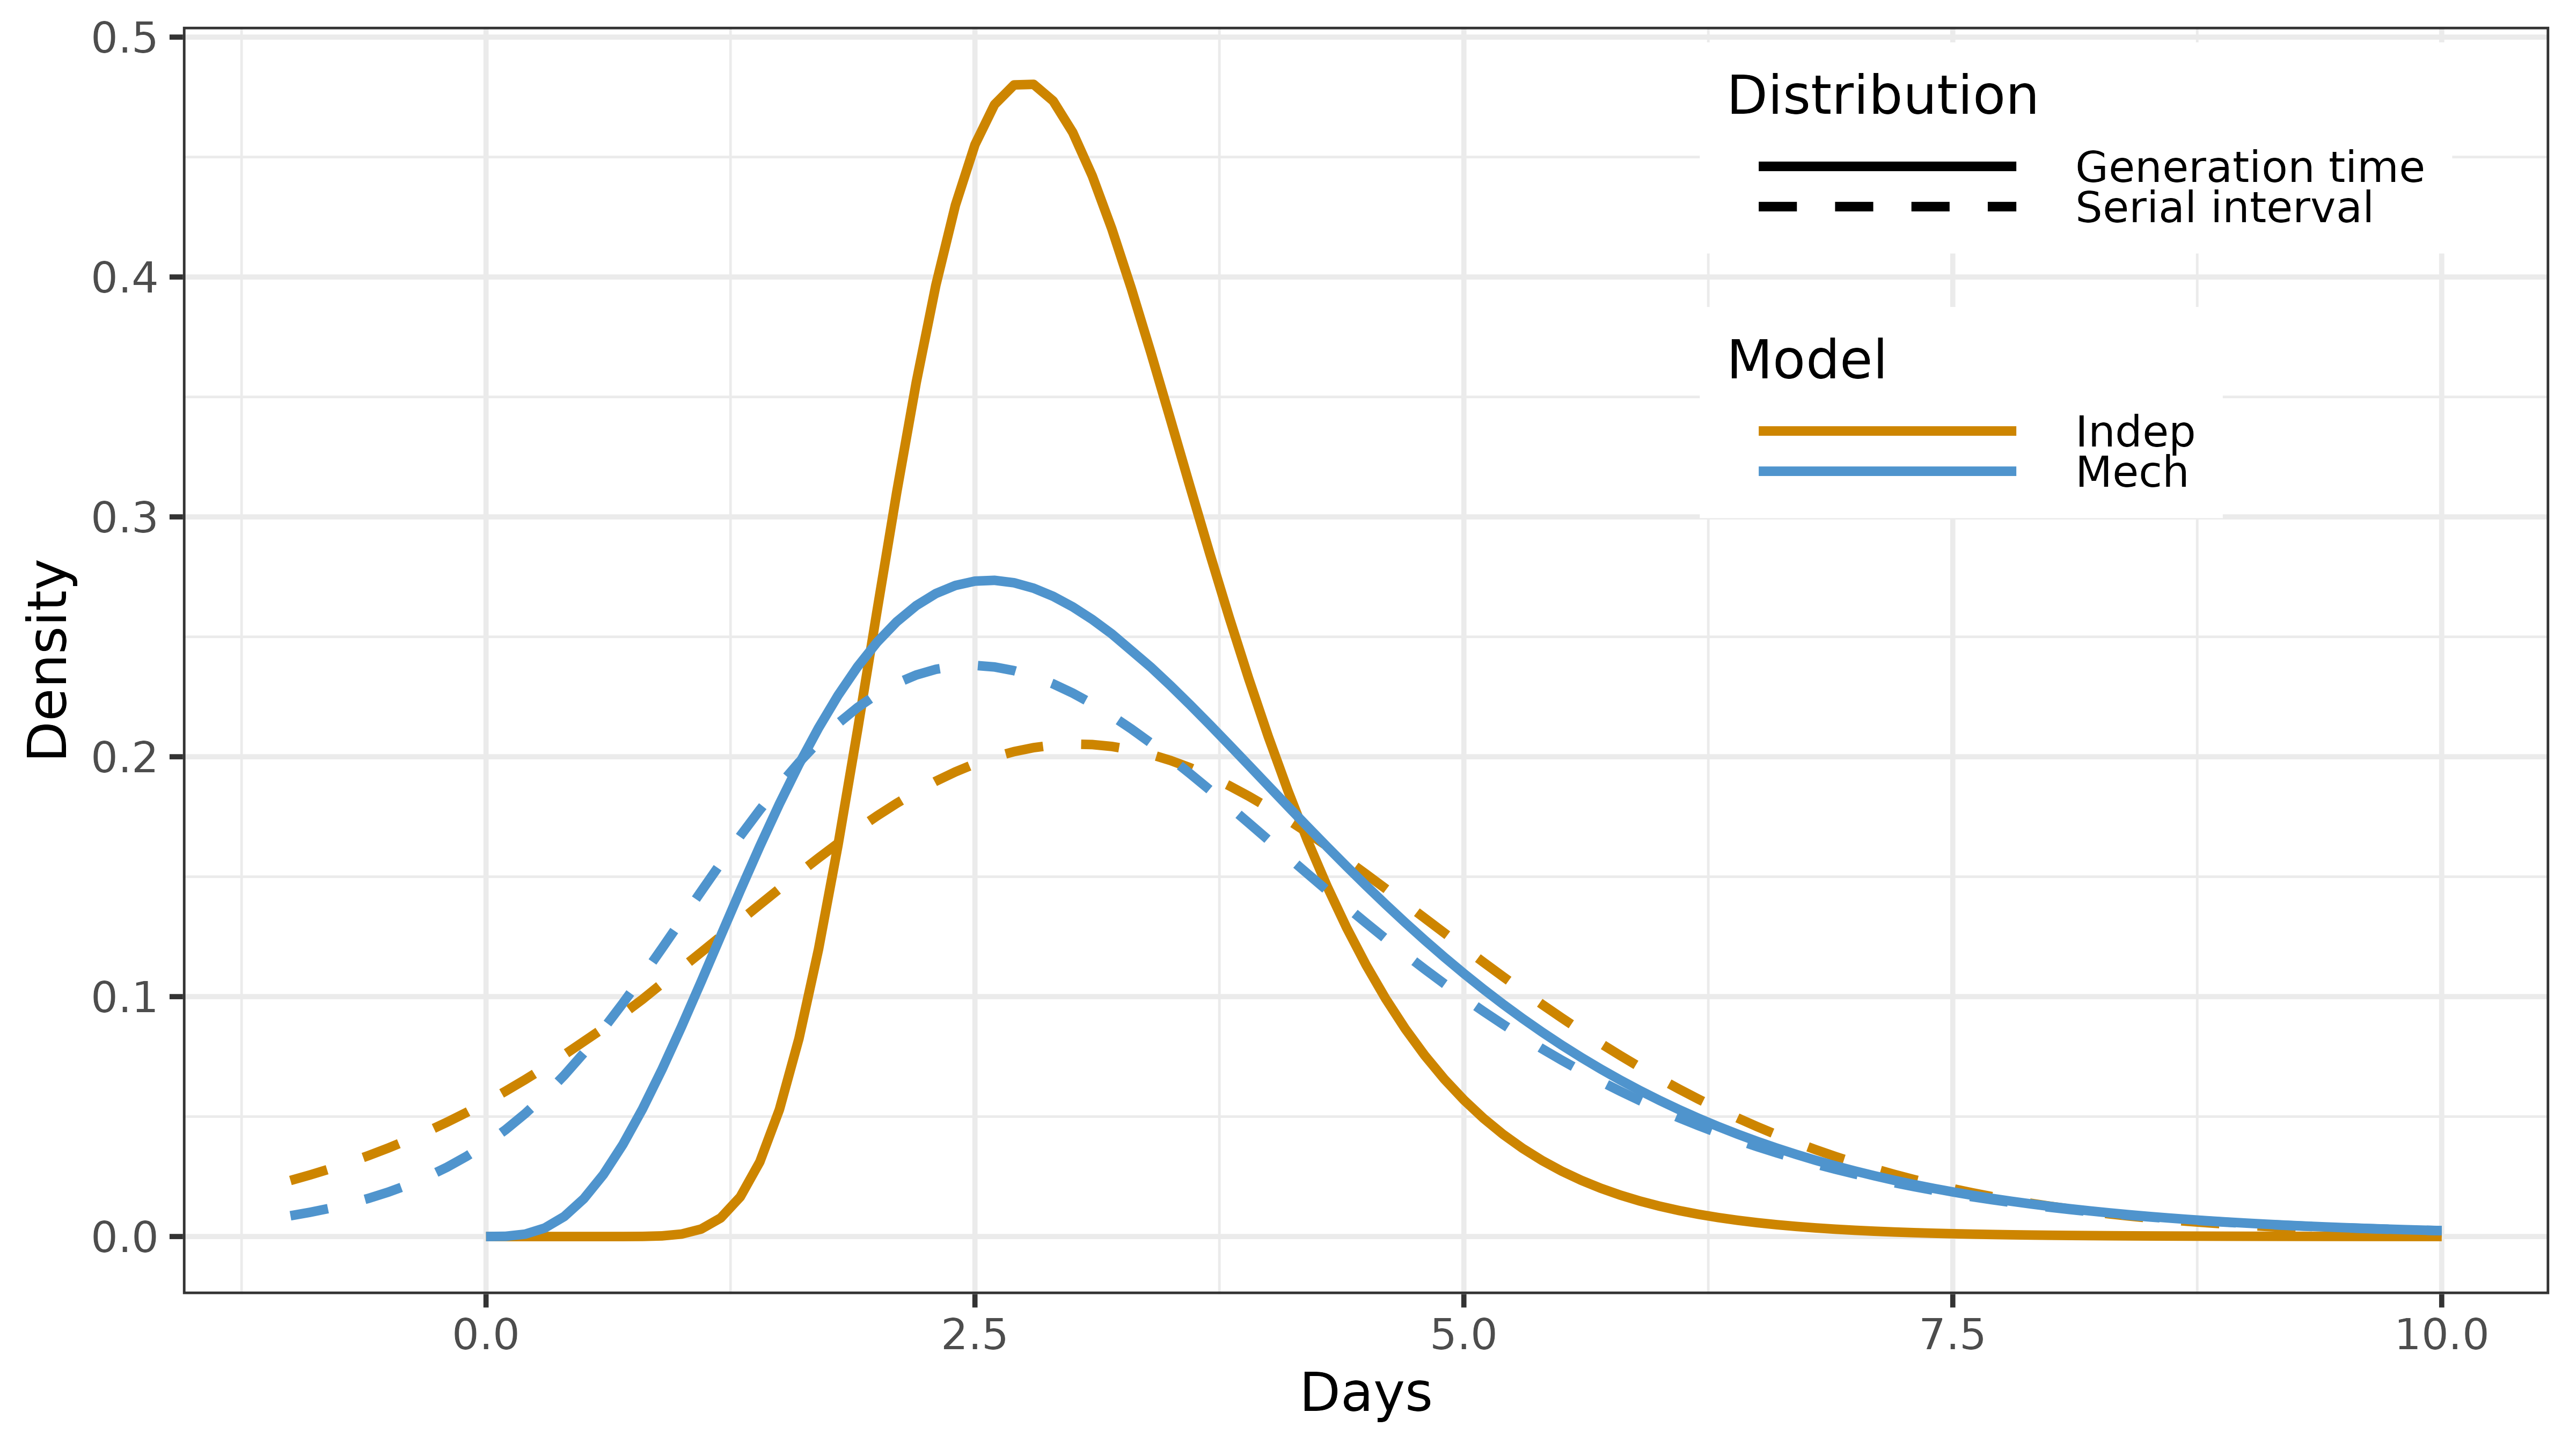 0.5
0.4
0.3
0.2
0.1
0.0
Density
0.0
2.5
5.0
7.5
10.0
Days
Distribution
Generation time
Serial interval
Model
Indep
Mech